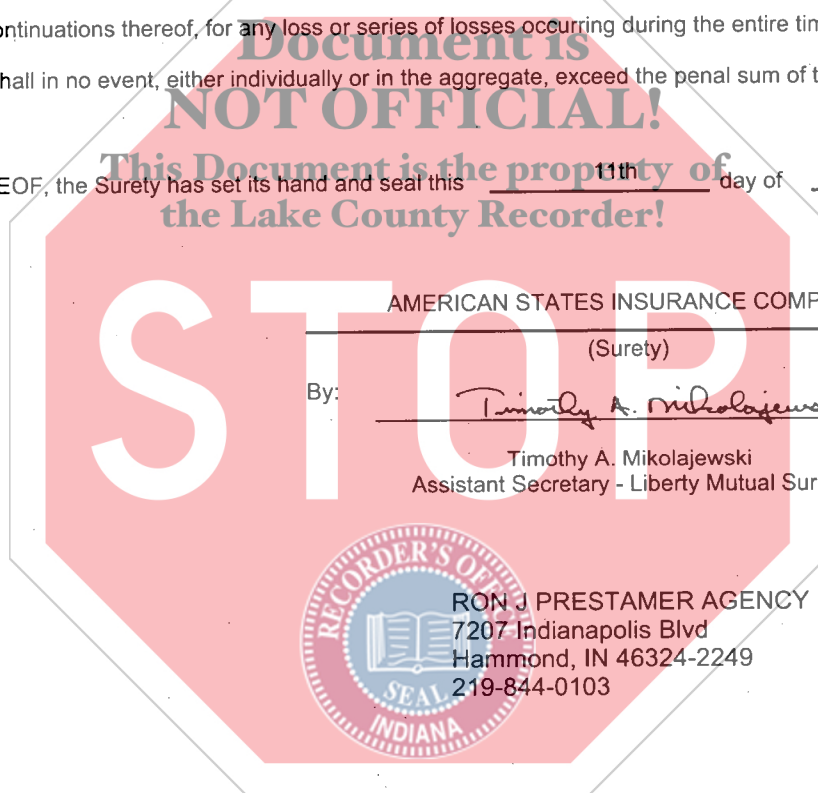 ontinuations thereof, for any loss or series of losses occurring during the entire tim
Document is
hall in no event, either individually or in the aggregate, exceed the penal sum of t
NOT OFFICIAL!
This Document is the property of
EOF, the Surety has set its hand and seal this 11th day of
the Lake County Recorder!
STOP
AMERICAN STATES INSURANCE COMP
(Surety)
By: Timothy A. Mikolajews
Timothy A. Mikolajewski
Assistant Secretary - Liberty Mutual Sur
RECORDER'S OFFICE
RON J PRESTAMER AGENCY
7207 Indianapolis Blvd
Hammond, IN 46324-2249
219-844-0103
SEAL
INDIANA